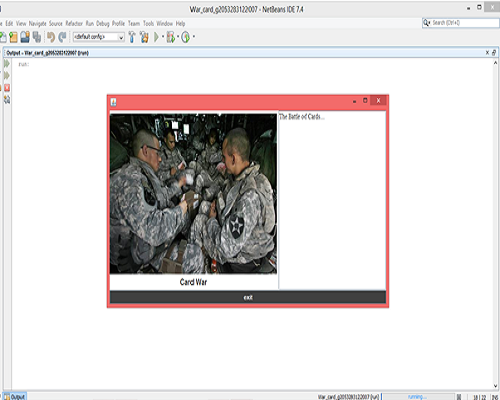 War_card_g2053283122007 - NetBeans IDE 7.4
Edit View Navigate Source Refactor Run Debug Profile Team Tools Window Help
Search (Ctrl+I)
<default config>
Output - War_card_g2053283122007 (run)
run:
The Battle of Cards...
Card War
exit
Output
War_card_g2053283122007 (run)
running...
18 | 22
INS